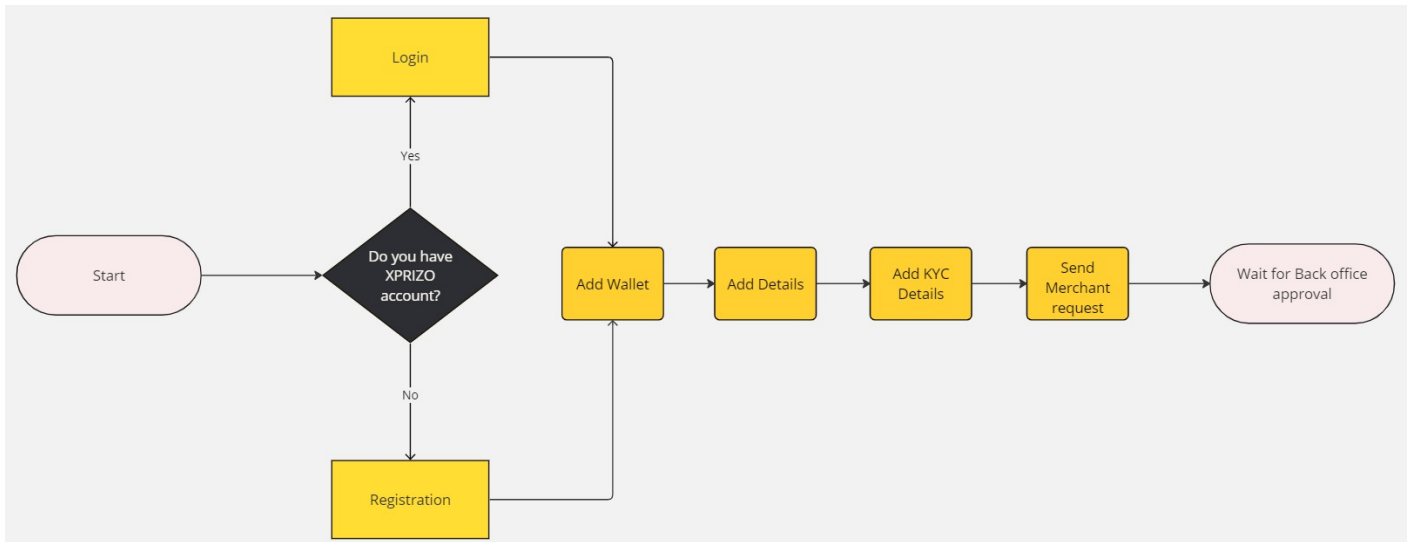 Login
Yes
Start
Do you have
XPRIZO
account?
Add Wallet
Add Details
Add KYC
Details
Send
Merchant
request
Wait for Back office
approval
No
Registration